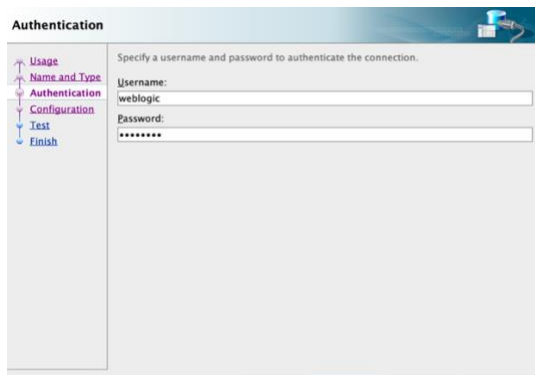 Authentication
Usage
Name and Type
Authentication
Configuration
Test
Finish
Specify a username and password to authenticate the connection.
Username:
weblogic
Password:
••••••••